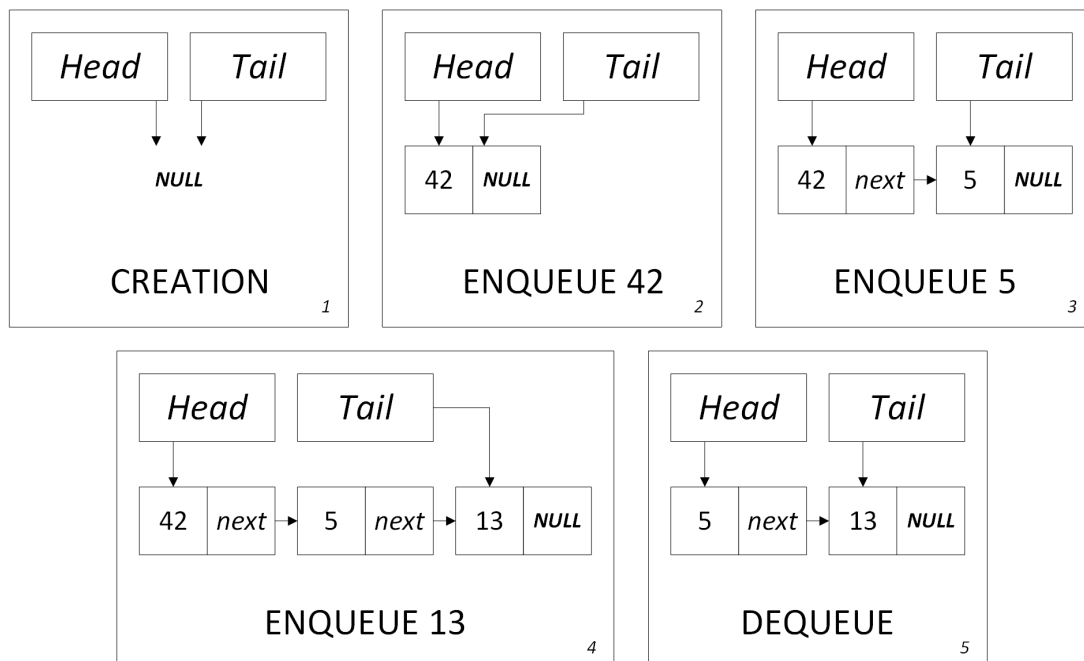 Head Tail
NULL
CREATION
1
Head Tail
42 NULL
ENQUEUE 42
2
Head Tail
42 next 5 NULL
ENQUEUE 5
3
Head Tail
42 next 5 next 13 NULL
ENQUEUE 13
4
Head Tail
5 next 13 NULL
DEQUEUE
5